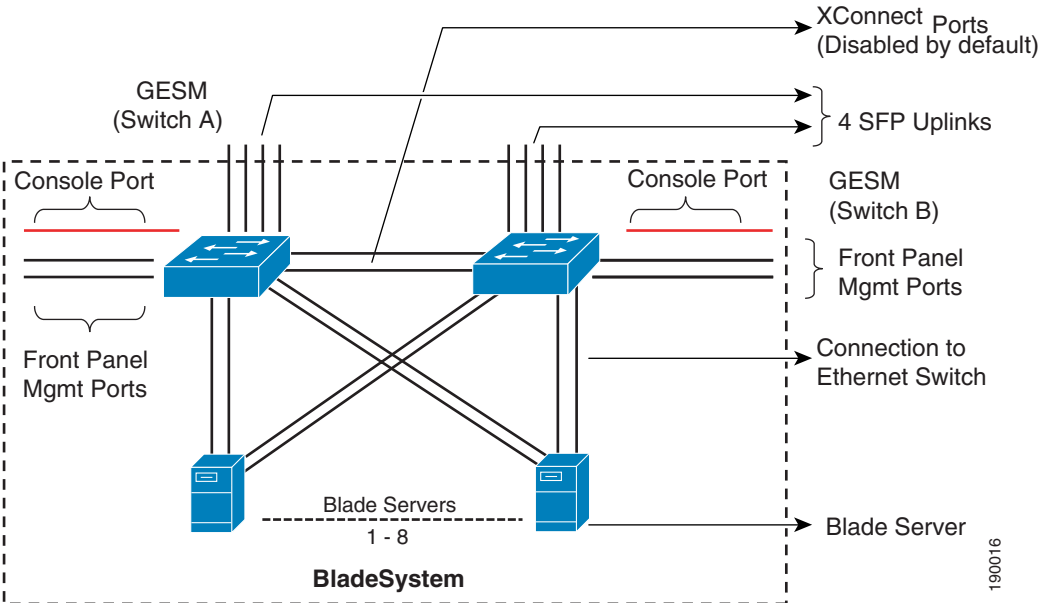 XConnect Ports
(Disabled by default)
GESM
(Switch A)
4 SFP Uplinks
Console Port
Console Port
GESM
(Switch B)
Front Panel
Mgmt Ports
Front Panel
Mgmt Ports
Connection to
Ethernet Switch
Blade Servers
1 - 8
Blade Server
BladeSystem
190016